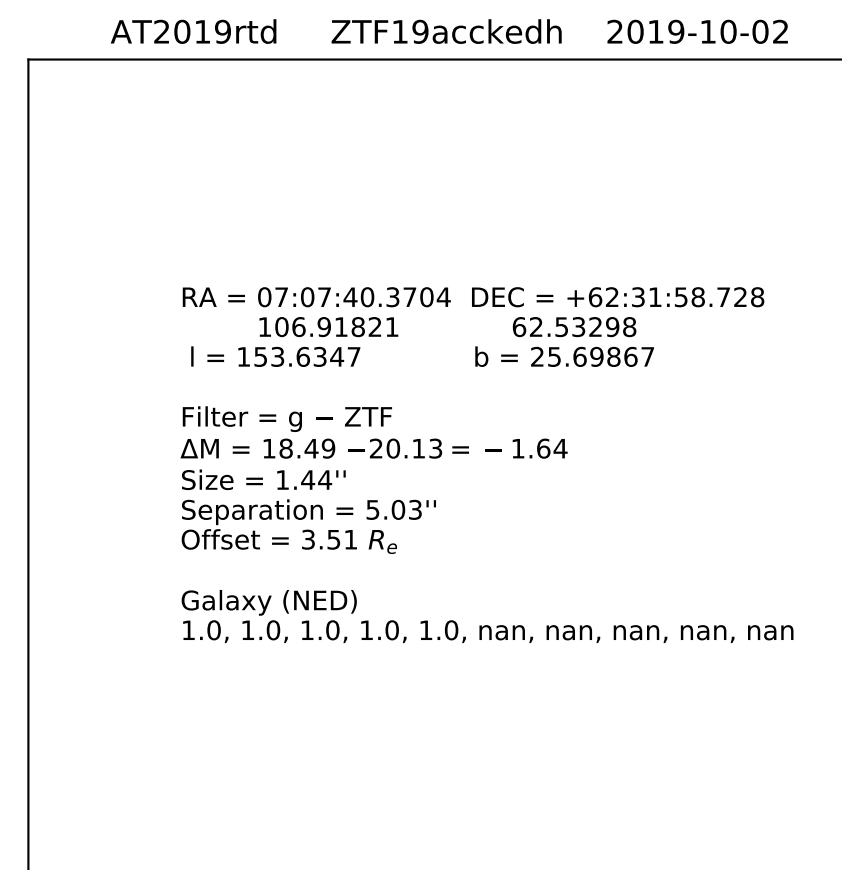 AT2019rtd ZTF19acckedh 2019-10-02
RA = 07:07:40.3704 DEC = +62:31:58.728
106.91821 62.53298
l = 153.6347 b = 25.69867
Filter = g − ZTF
ΔM = 18.49 −20.13 = − 1.64
Size = 1.44''
Separation = 5.03''
Offset = 3.51 Re
Galaxy (NED)
1.0, 1.0, 1.0, 1.0, 1.0, nan, nan, nan, nan, nan